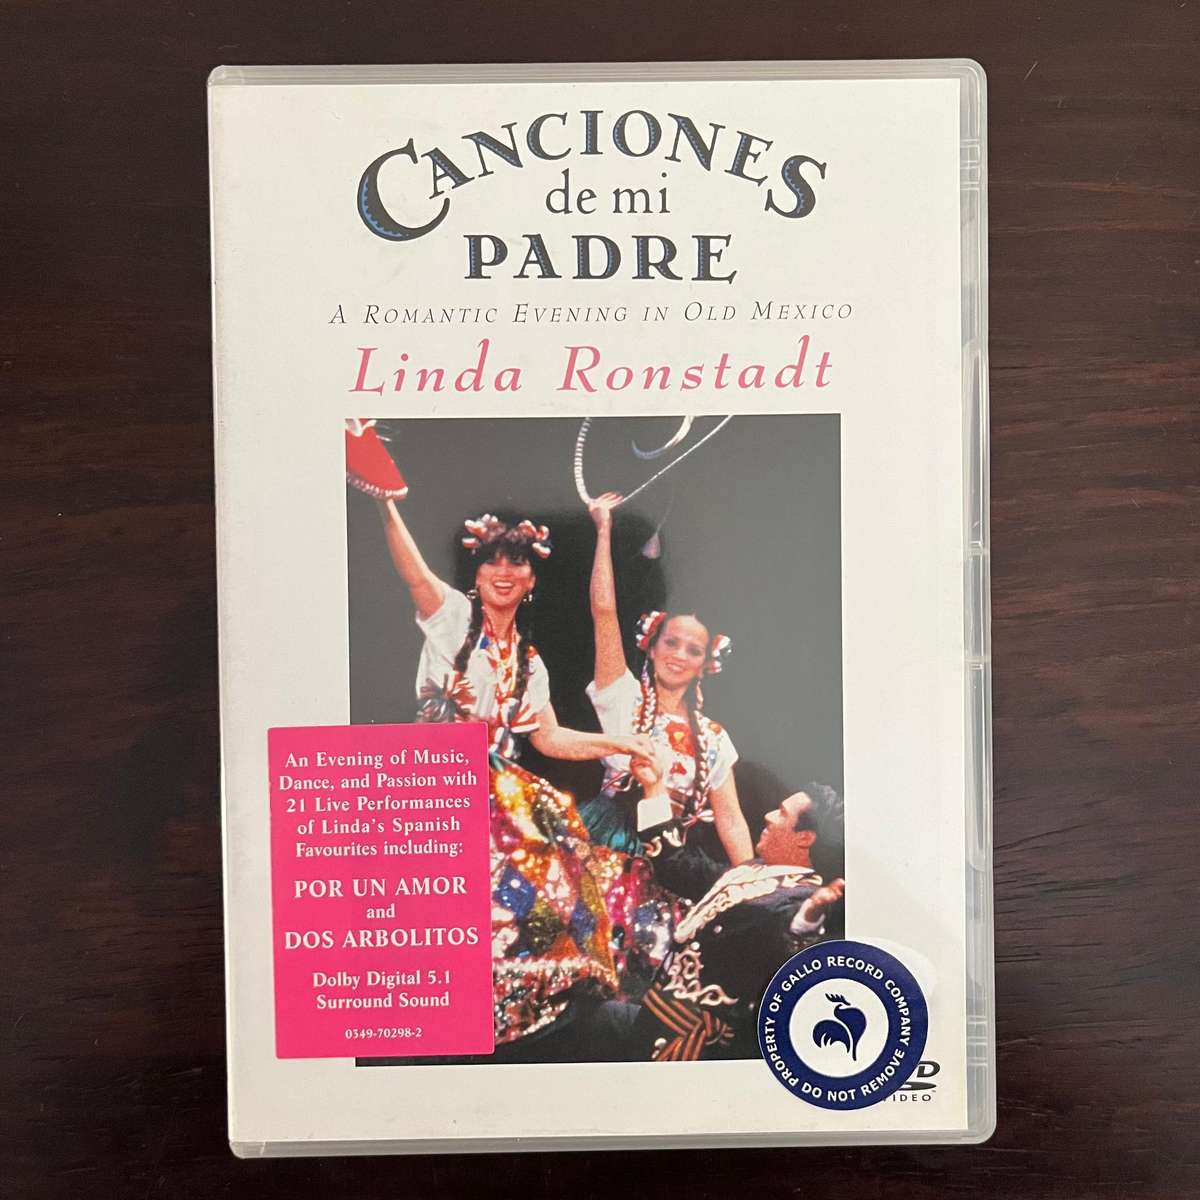 CANCIONES
de mi
PADRE
A ROMANTIC EVENING IN OLD MEXICO
Linda Ronstadt
An Evening of Music,
Dance, and Passion with
21 Live Performances
of Linda's Spanish
Favourites including:
POR UN AMOR
and
DOS ARBOLITOS
Dolby Digital 5.1
Surround Sound
0349-70298-2
PROPERTY OF GALLO RECORD COMPANY
DO NOT REMOVE
VIDEO